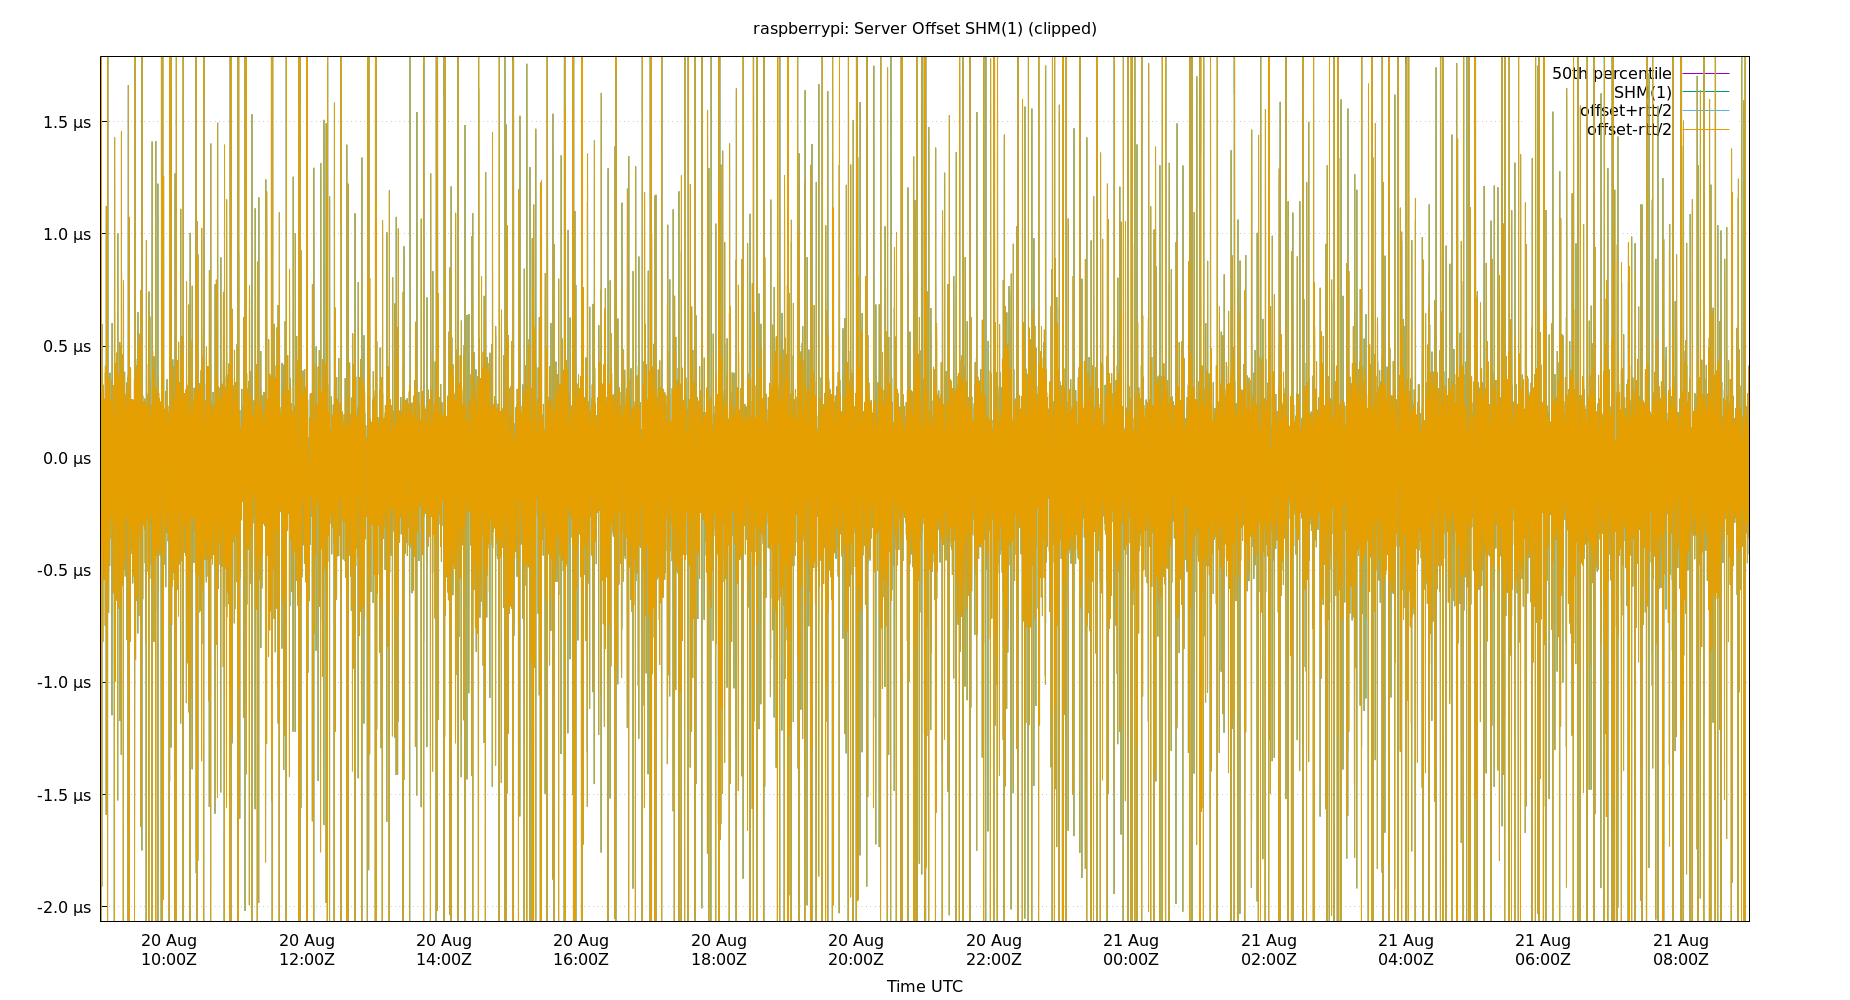 raspberrypi: Server Offset SHM(1) (clipped)
50th percentile
SHM(1)
offset+rtt/2
offset-rtt/2
1.5 µs
1.0 µs
0.5 µs
0.0 µs
-0.5 µs
-1.0 µs
-1.5 µs
-2.0 µs
20 Aug 20 Aug 20 Aug 20 Aug 20 Aug 20 Aug 20 Aug 21 Aug 21 Aug 21 Aug 21 Aug 21 Aug
10:00Z 12:00Z 14:00Z 16:00Z 18:00Z 20:00Z 22:00Z 00:00Z 02:00Z 04:00Z 06:00Z 08:00Z
Time UTC